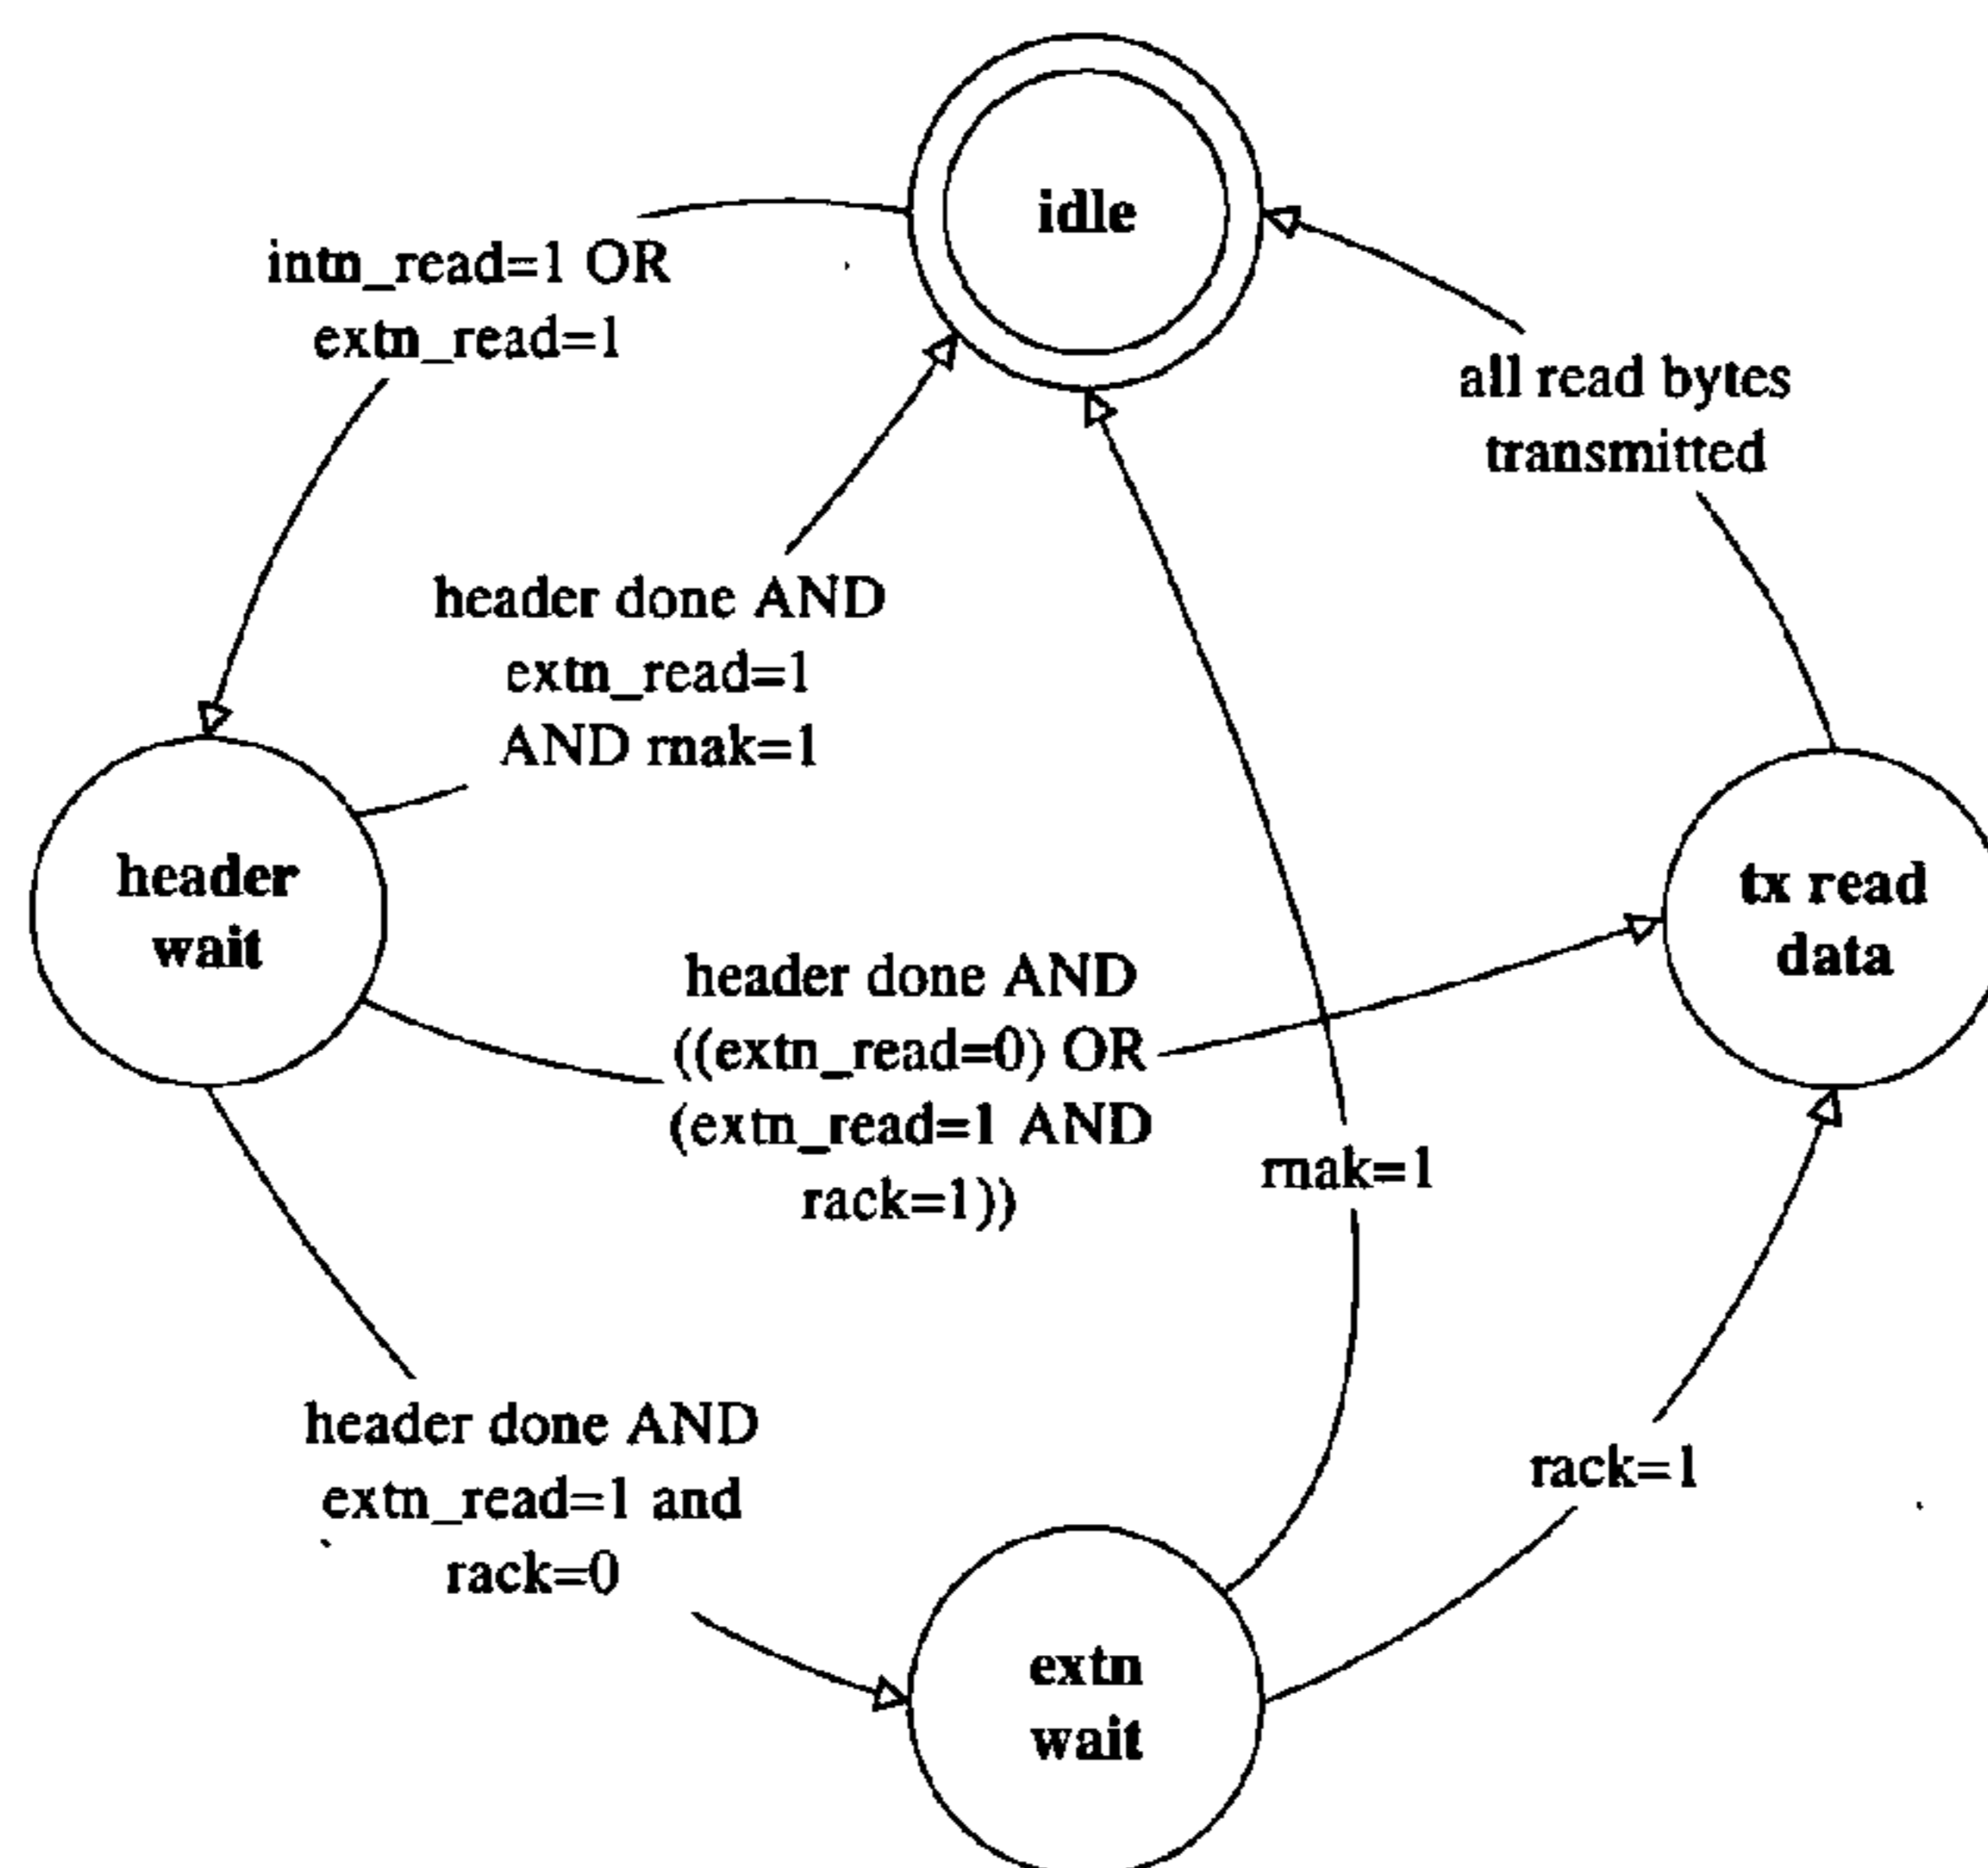 idle
intn_read=1 OR
extn_read=1
all read bytes
transmitted
header done AND
extn_read=1
AND rnak=1
header
wait
tx read
data
header done AND
((extn_read=0) OR
(extn_read=1 AND
rack=1))
rnak=1
header done AND
extn_read=1 and
rack=0
rack=1
extn
wait